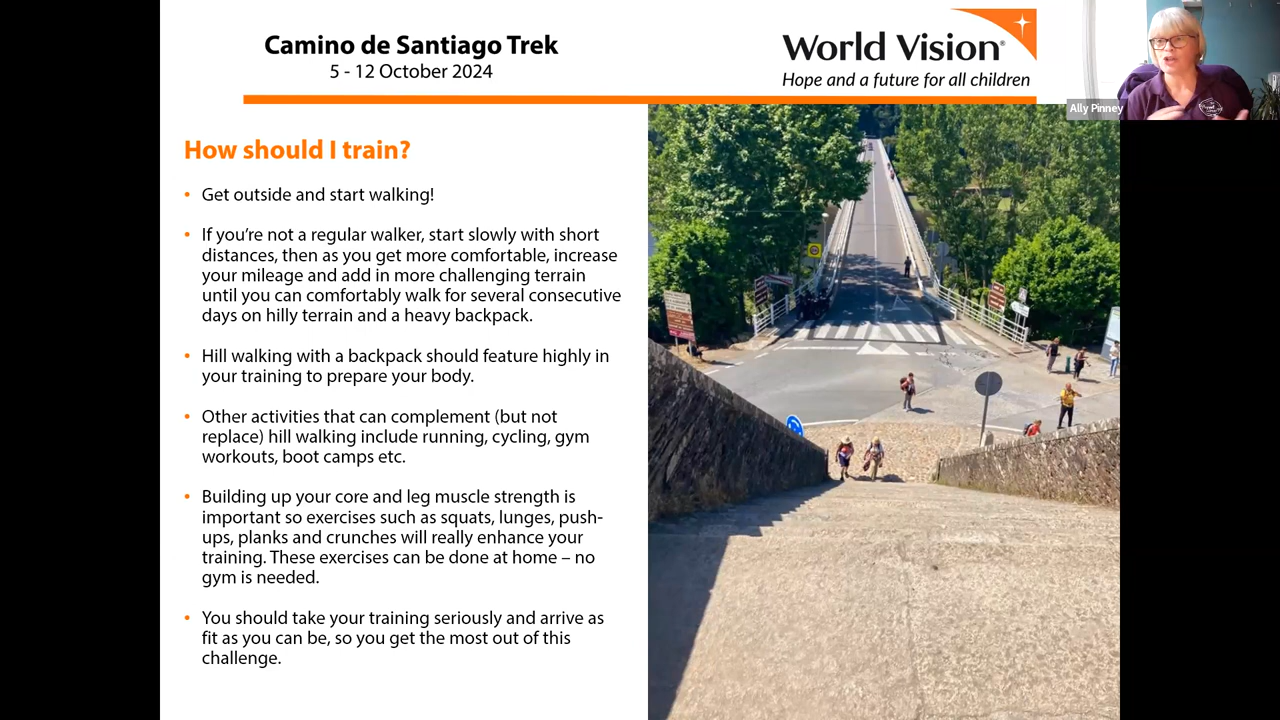 Camino de Santiago Trek
5 - 12 October 2024
World Vision®
Hope and a future for all children
Ally Pinney
How should I train?
• Get outside and start walking!
• If you're not a regular walker, start slowly with short
distances, then as you get more comfortable, increase
your mileage and add in more challenging terrain
until you can comfortably walk for several consecutive
days on hilly terrain and a heavy backpack.
• Hill walking with a backpack should feature highly in
your training to prepare your body.
• Other activities that can complement (but not
replace) hill walking include running, cycling, gym
workouts, boot camps etc.
• Building up your core and leg muscle strength is
important so exercises such as squats, lunges, push-
ups, planks and crunches will really enhance your
training. These exercises can be done at home – no
gym is needed.
• You should take your training seriously and arrive as
fit as you can be, so you get the most out of this
challenge.